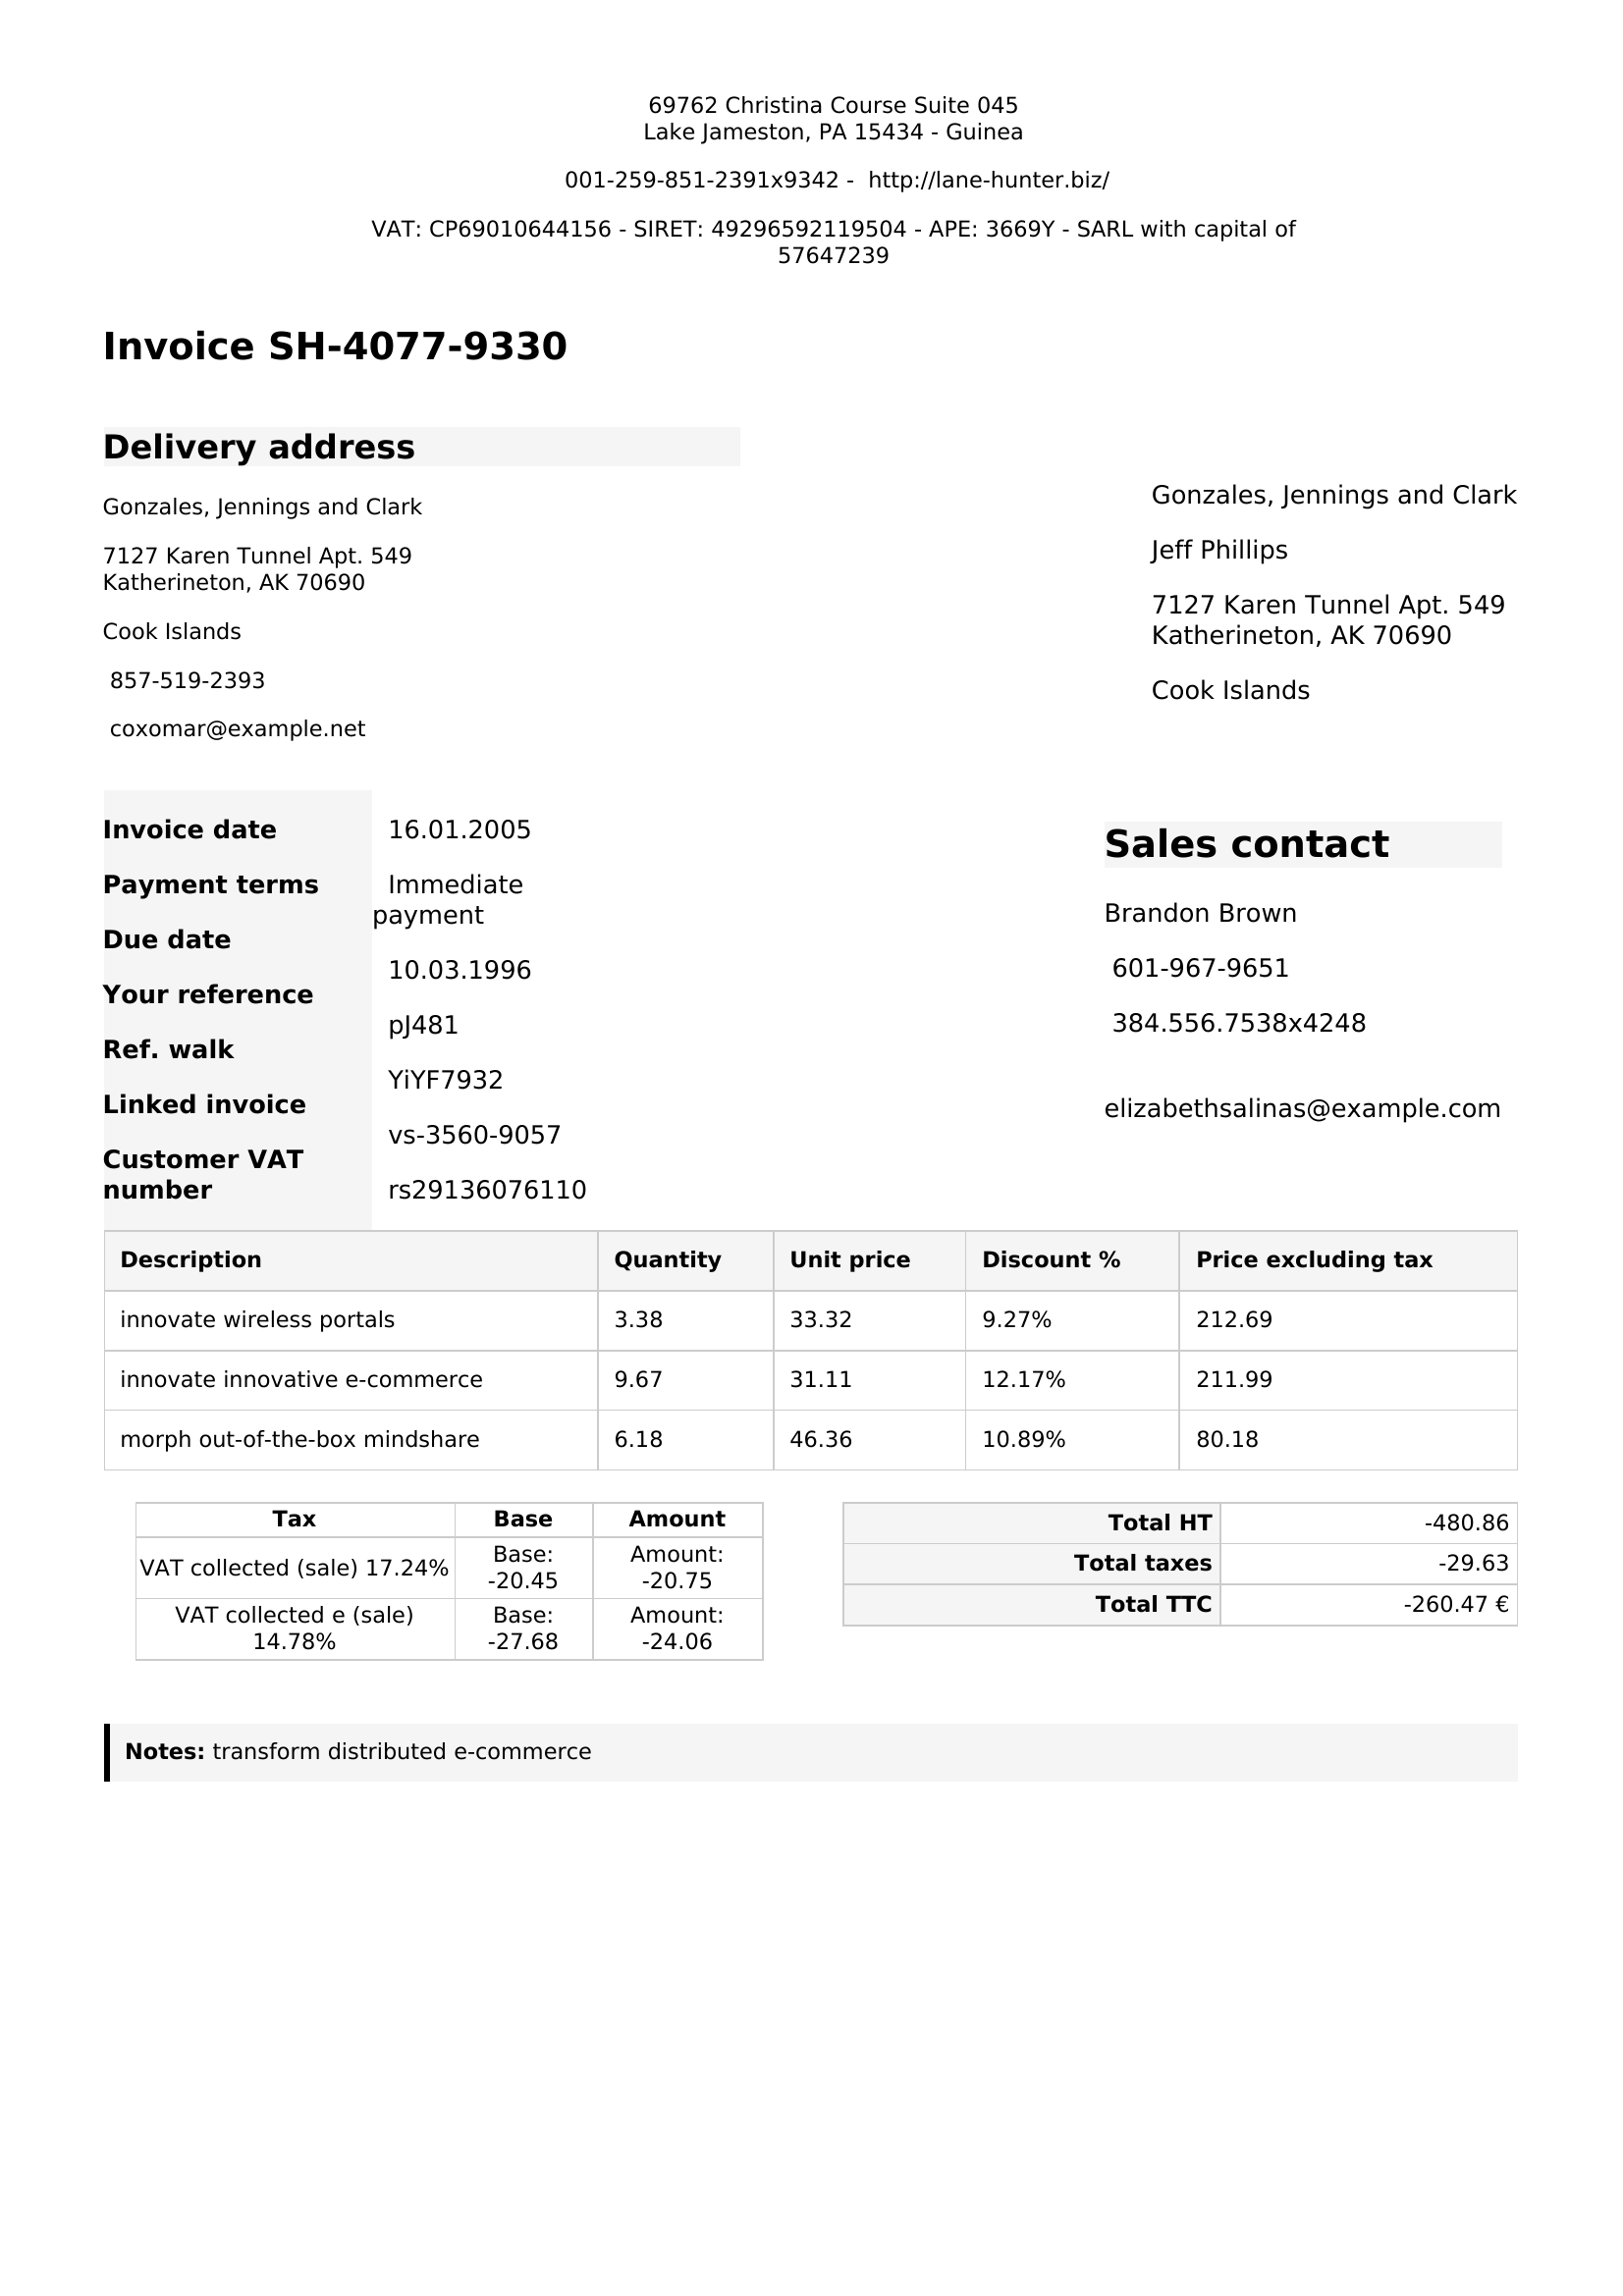 69762 Christina Course Suite 045
Lake Jameston, PA 15434 - Guinea
001-259-851-2391x9342 - http://lane-hunter.biz/
VAT: CP69010644156 - SIRET: 49296592119504 - APE: 3669Y - SARL with capital of
57647239
Invoice SH-4077-9330
Delivery address
Gonzales, Jennings and Clark
7127 Karen Tunnel Apt. 549
Katherineton, AK 70690
Cook Islands
857-519-2393
coxomar@example.net
Gonzales, Jennings and Clark
Jeff Phillips
7127 Karen Tunnel Apt. 549
Katherineton, AK 70690
Cook Islands
Invoice date
Payment terms
Due date
Your reference
Ref. walk
Linked invoice
Customer VAT
number
16.01.2005
Immediate
payment
10.03.1996
pJ481
YiYF7932
vs-3560-9057
rs29136076110
Sales contact
Brandon Brown
601-967-9651
384.556.7538x4248
elizabethsalinas@example.com
Description Quantity Unit price Discount % Price excluding tax
innovate wireless portals 3.38 33.32 9.27% 212.69
innovate innovative e-commerce 9.67 31.11 12.17% 211.99
morph out-of-the-box mindshare 6.18 46.36 10.89% 80.18
Tax Base Amount
VAT collected (sale) 17.24% Base: -20.45 Amount: -20.75
VAT collected e (sale) 14.78% Base: -27.68 Amount: -24.06
Total HT -480.86
Total taxes -29.63
Total TTC -260.47 €
Notes: transform distributed e-commerce